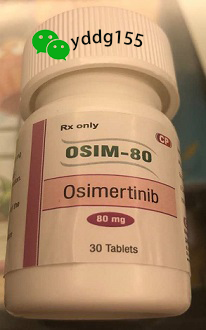 yddg155
Rx only
CP
OSIM-80
Osimertinib
80 mg
30 Tablets